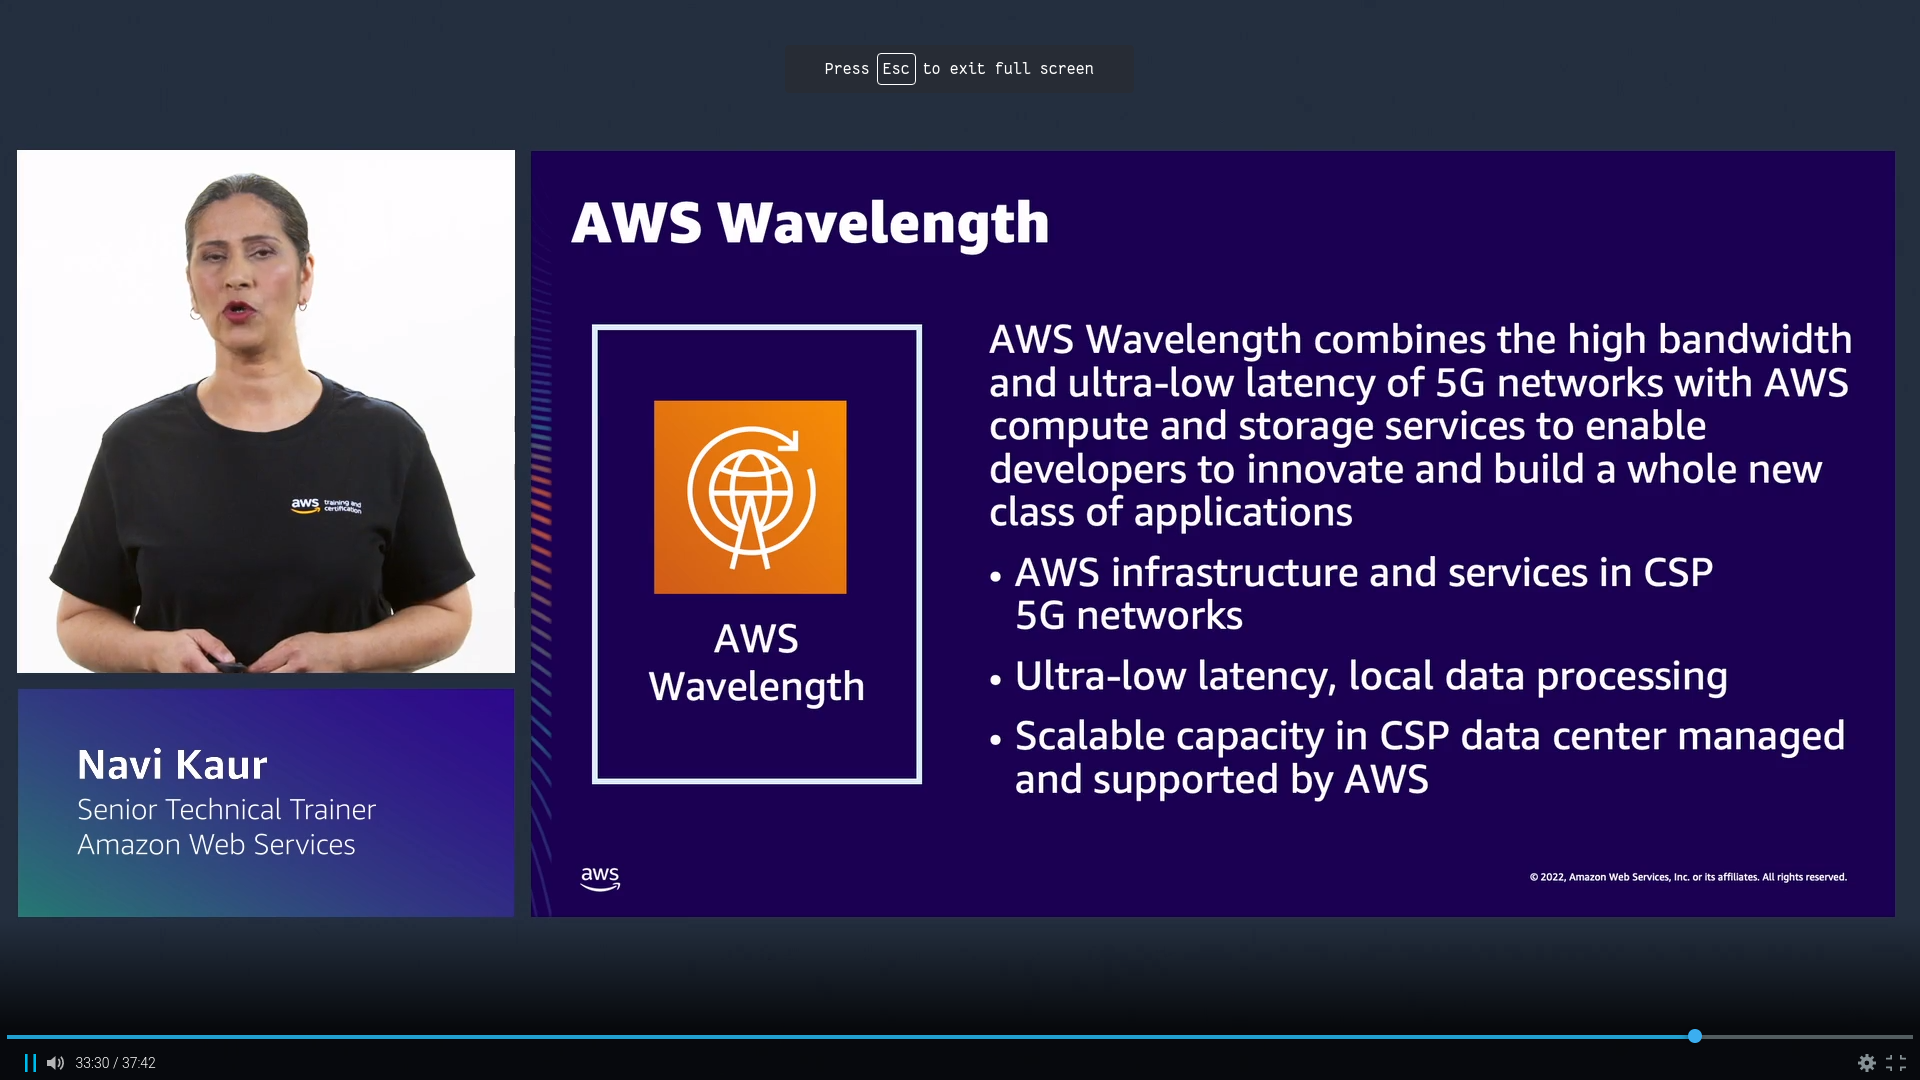 Press Esc to exit full screen
AWS Wavelength
AWS Wavelength combines the high bandwidth
and ultra-low latency of 5G networks with AWS
compute and storage services to enable
developers to innovate and build a whole new
class of applications
• AWS infrastructure and services in CSP
5G networks
• Ultra-low latency, local data processing
• Scalable capacity in CSP data center managed
and supported by AWS
AWS
Wavelength
aws training and
certification
Navi Kaur
Senior Technical Trainer
Amazon Web Services
aws
© 2022, Amazon Web Services, Inc. or its affiliates. All rights reserved.
33:30 / 37:42